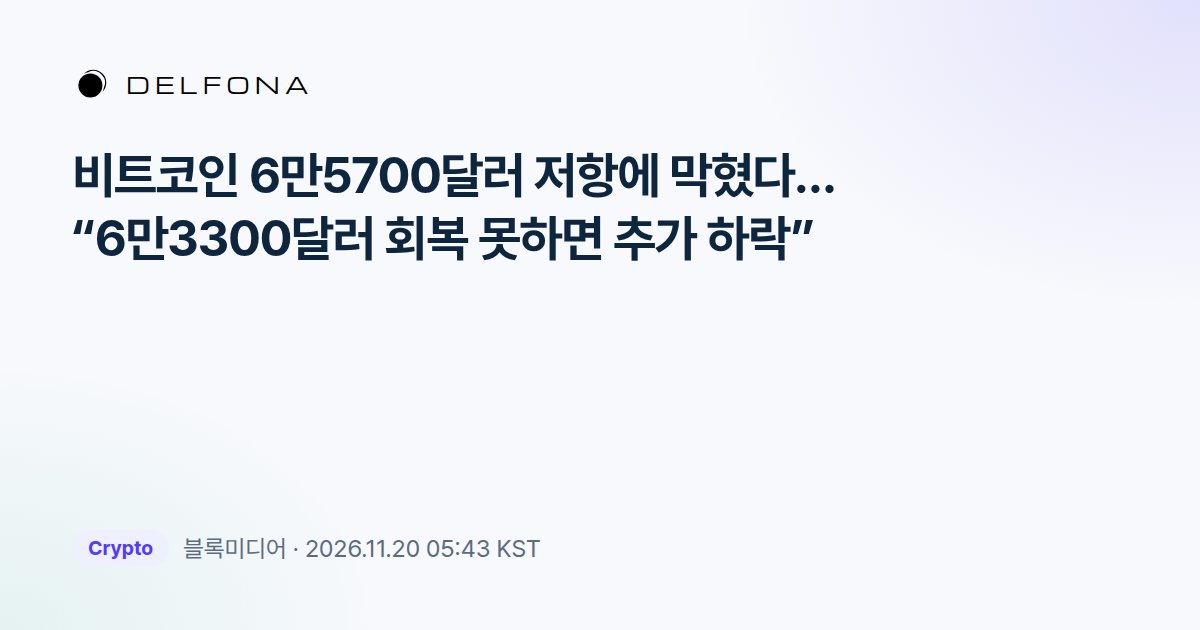 DELFONA
비트코인 6만5700달러 저항에 막혔다…
“6만3300달러 회복 못하면 추가 하락”
Crypto 블록미디어 · 2026.11.20 05:43 KST